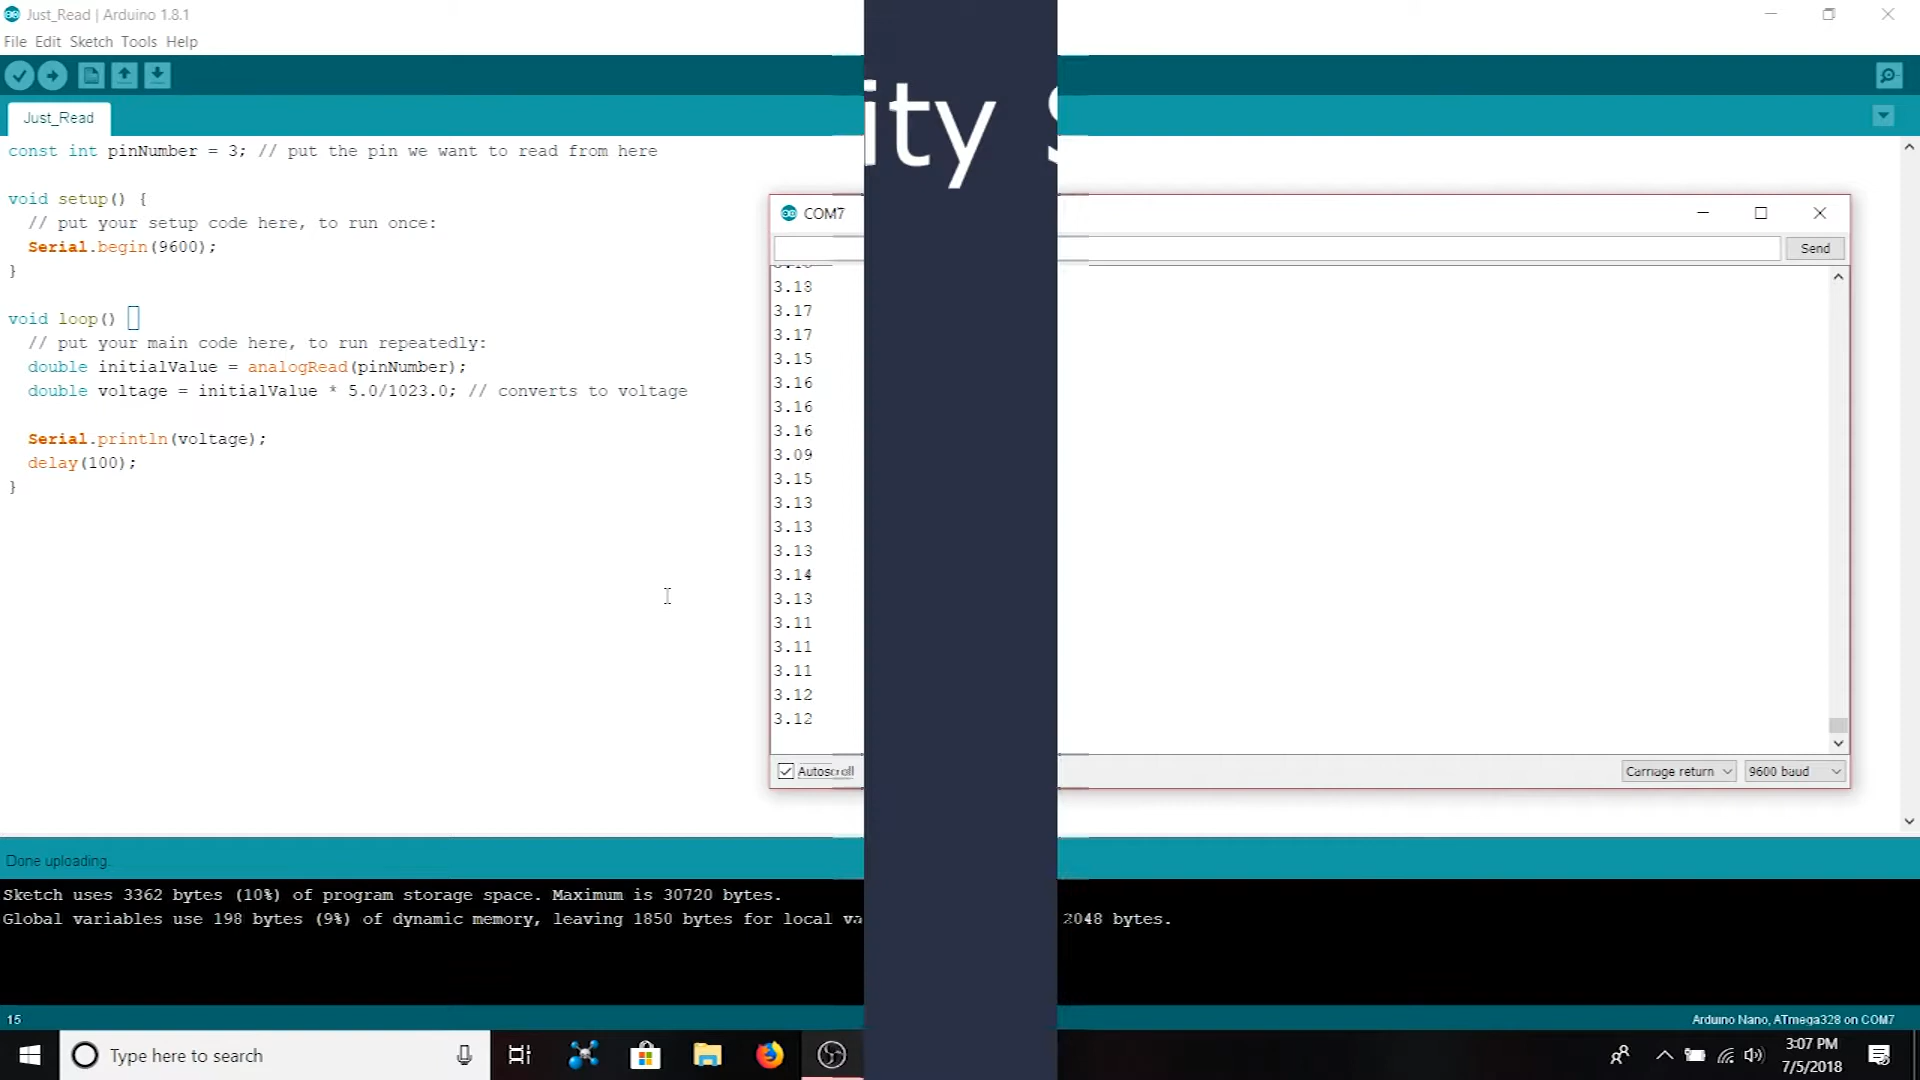 Just_Read | Arduino 1.8.1
File Edit Sketch Tools Help
Just_Read
const int pinNumber = 3; // put the pin we want to read from here
void setup() {
// put your setup code here, to run once:
Serial.begin(9600);
}
void loop()
// put your main code here, to run repeatedly:
double initialValue = analogRead(pinNumber);
double voltage = initialValue * 5.0/1023.0; // converts to voltage
Serial.println(voltage);
delay(100);
}
ity S
COM7
Send
3.18
3.17
3.17
3.15
3.16
3.16
3.16
3.09
3.15
3.13
3.13
3.13
3.14
3.13
3.11
3.11
3.11
3.12
3.12
Autoscroll
Carriage return
9600 baud
Done uploading.
Sketch uses 3362 bytes (10%) of program storage space. Maximum is 30720 bytes.
Global variables use 198 bytes (9%) of dynamic memory, leaving 1850 bytes for local va 2048 bytes.
15
Arduino Nano, ATmega328 on COM7
Type here to search
3:07 PM
7/5/2018